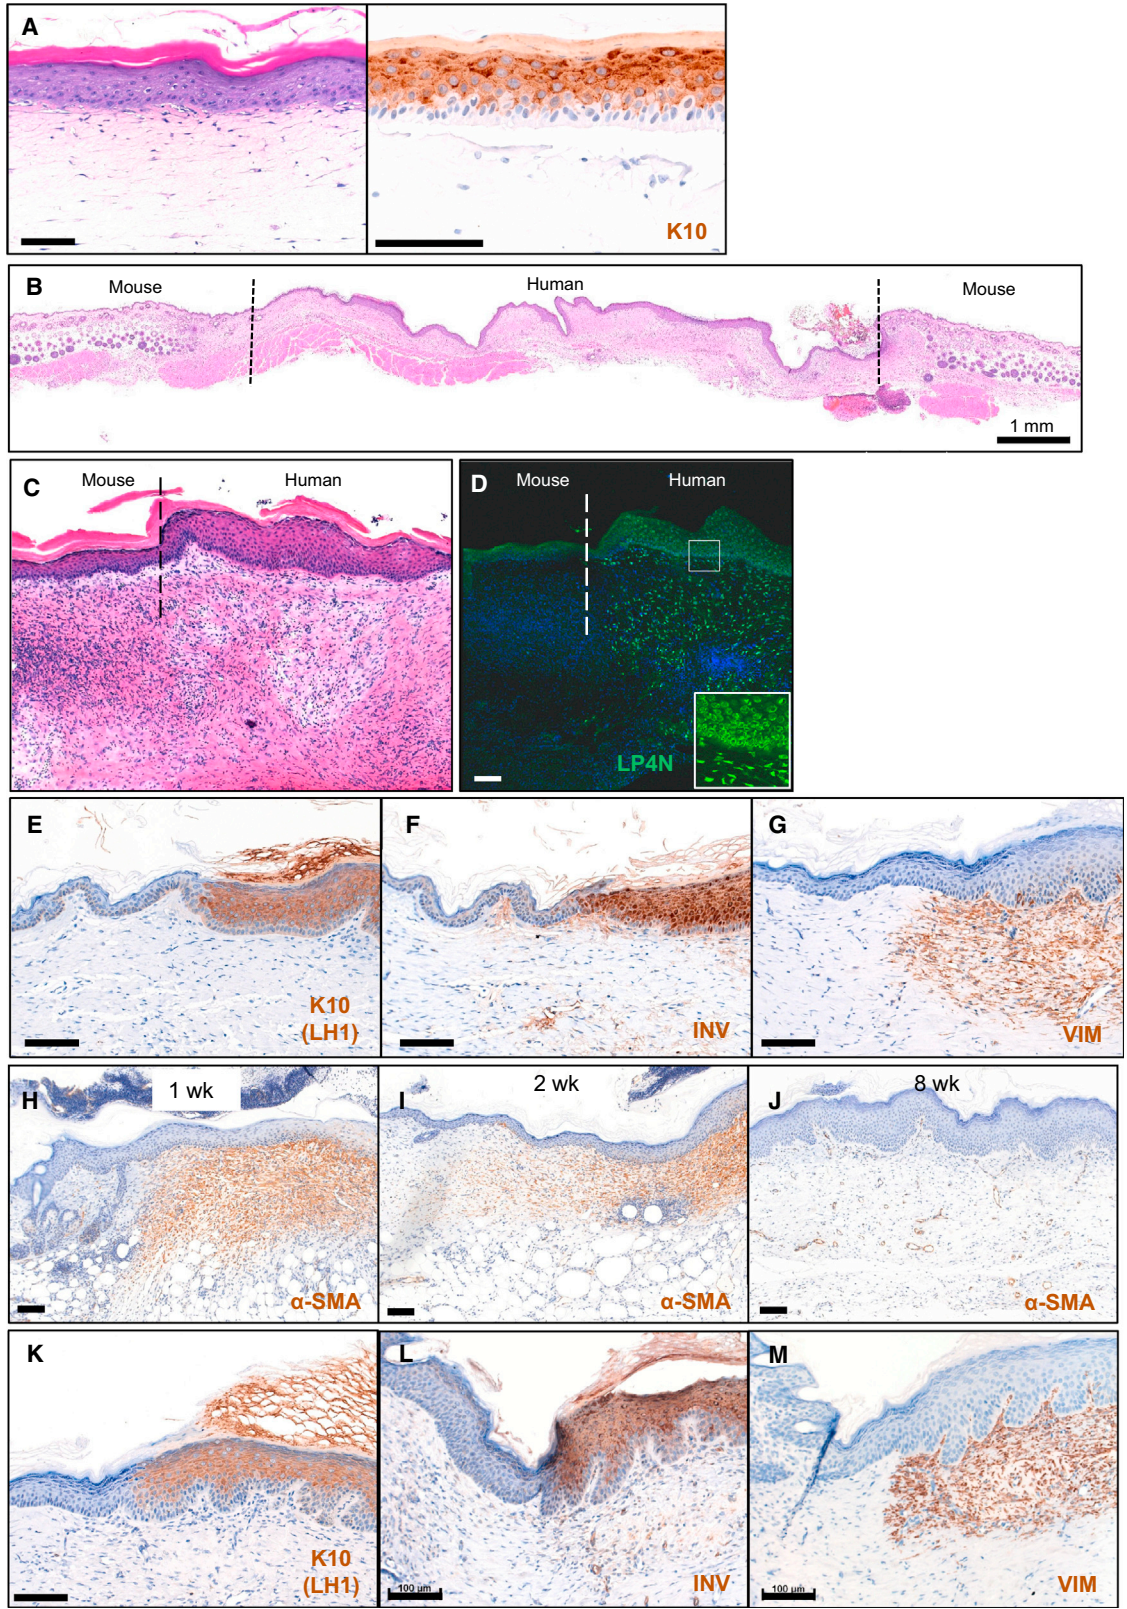 A
K10
B
Mouse
Human
Mouse
1 mm
C
Mouse
Human
D
Mouse
Human
LP4N
E
K10
(LH1)
F
INV
G
VIM
H
1 wk
α-SMA
I
2 wk
α-SMA
J
8 wk
α-SMA
K
K10
(LH1)
L
100 μm
INV
M
100 μm
VIM